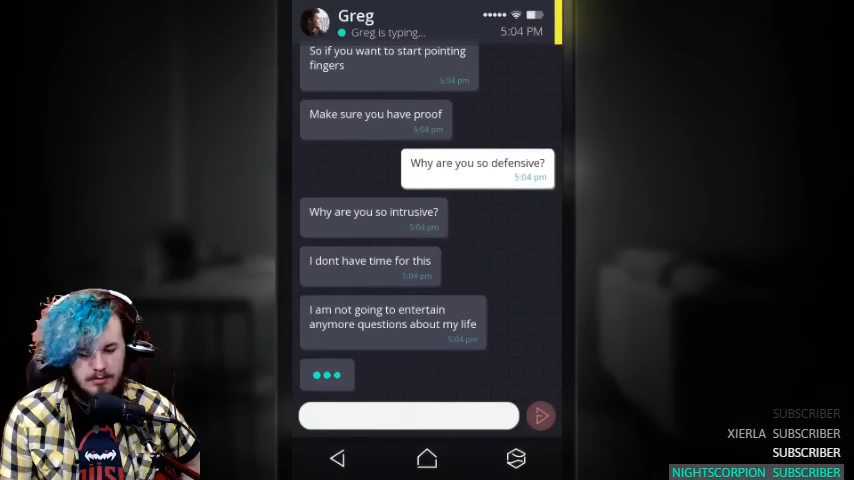 Greg
Greg is typing...
5:04 PM
So if you want to start pointing
fingers
5:04 pm
Make sure you have proof
5:04 pm
Why are you so defensive?
5:04 pm
Why are you so intrusive?
5:04 pm
I dont have time for this
5:04 pm
I am not going to entertain
anymore questions about my life
5:04 pm
SUBSCRIBER
XIERLA SUBSCRIBER
SUBSCRIBER
NIGHTSCORPION SUBSCRIBER